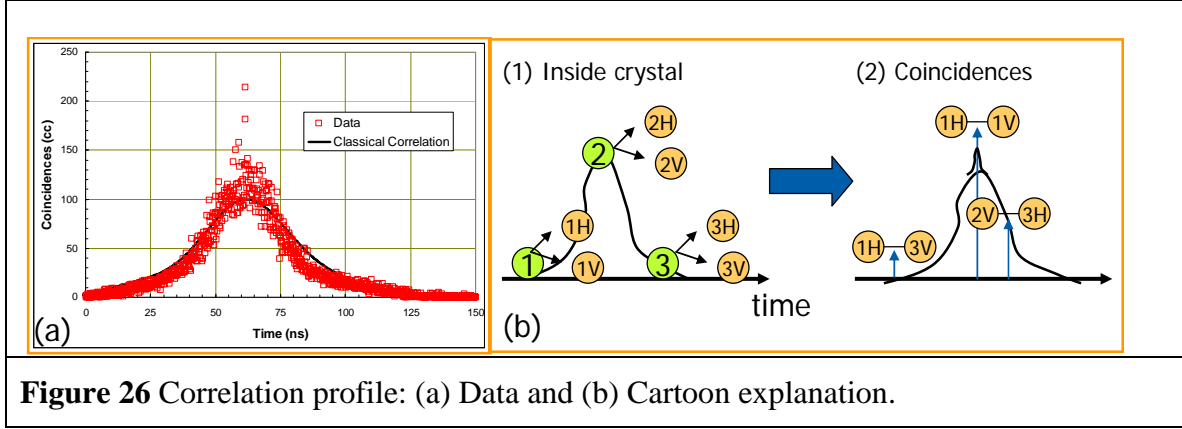 250
200
150
100
50
0
Coincidences (cc)
Data
Classical Correlation
0 25 50 75 100 125 150
Time (ns)
(a)
(1) Inside crystal
2H
2
2V
1H
1
1V
3H
3
3V
time
(b)
(2) Coincidences
1H 1V
2V 3H
1H 3V
Figure 26 Correlation profile: (a) Data and (b) Cartoon explanation.